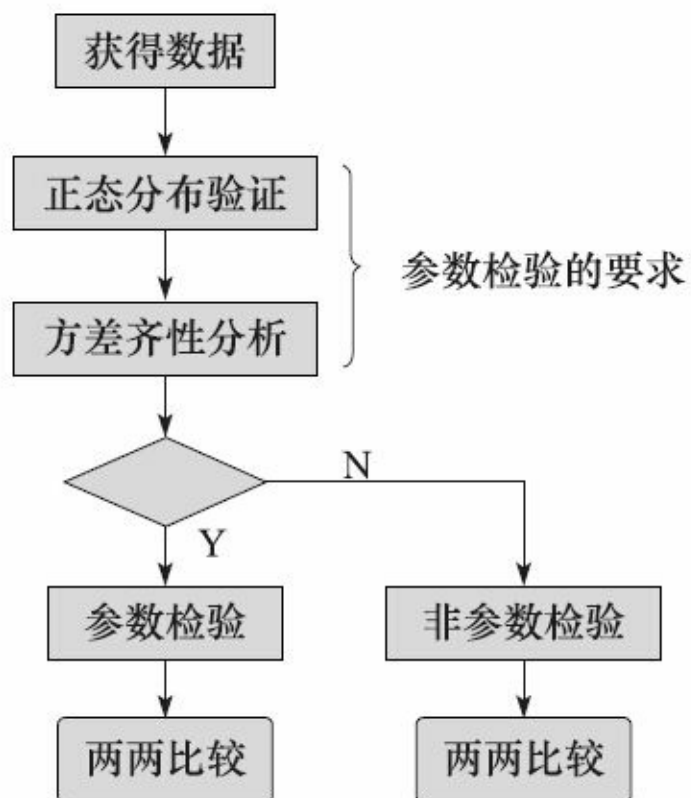 获得数据
正态分布验证
参数检验的要求
方差齐性分析
N
Y
参数检验
非参数检验
两两比较
两两比较